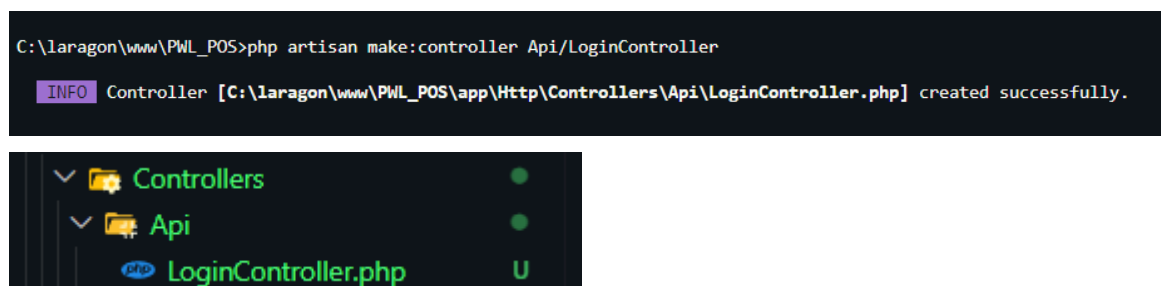 C:\laragon\www\PWL_POS>php artisan make:controller Api/LoginController
INFO Controller [C:\laragon\www\PWL_POS\app\Http\Controllers\Api\LoginController.php] created successfully.
Controllers
Api
php LoginController.php U